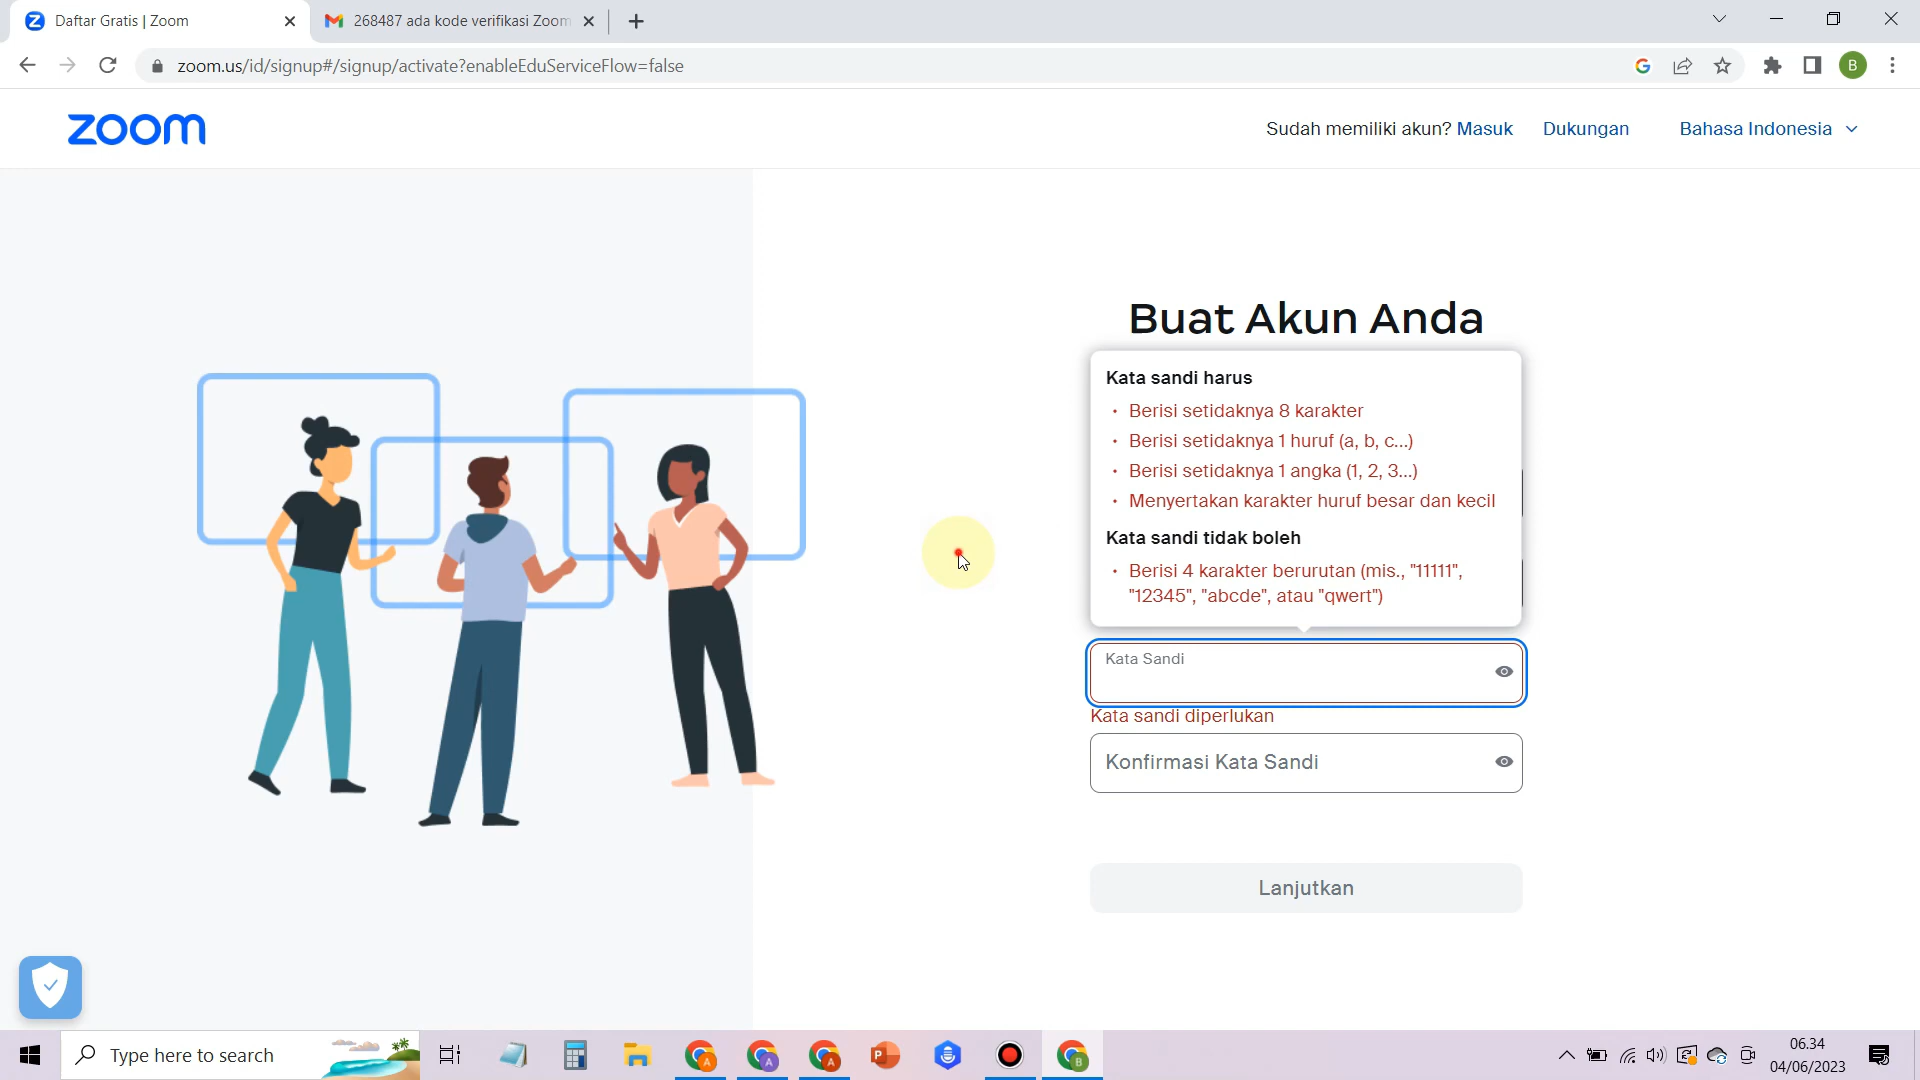 Daftar Gratis | Zoom
268487 ada kode verifikasi Zoom
zoom.us/id/signup#/signup/activate?enableEduServiceFlow=false
B
zoom
Sudah memiliki akun? Masuk
Dukungan
Bahasa Indonesia
Buat Akun Anda
Kata sandi harus
• Berisi setidaknya 8 karakter
• Berisi setidaknya 1 huruf (a, b, c...)
• Berisi setidaknya 1 angka (1, 2, 3...)
• Menyertakan karakter huruf besar dan kecil
Kata sandi tidak boleh
• Berisi 4 karakter berurutan (mis., "11111",
"12345", "abcde", atau "qwert")
Kata Sandi
Kata sandi diperlukan
Konfirmasi Kata Sandi
Lanjutkan
Type here to search
06.34
04/06/2023